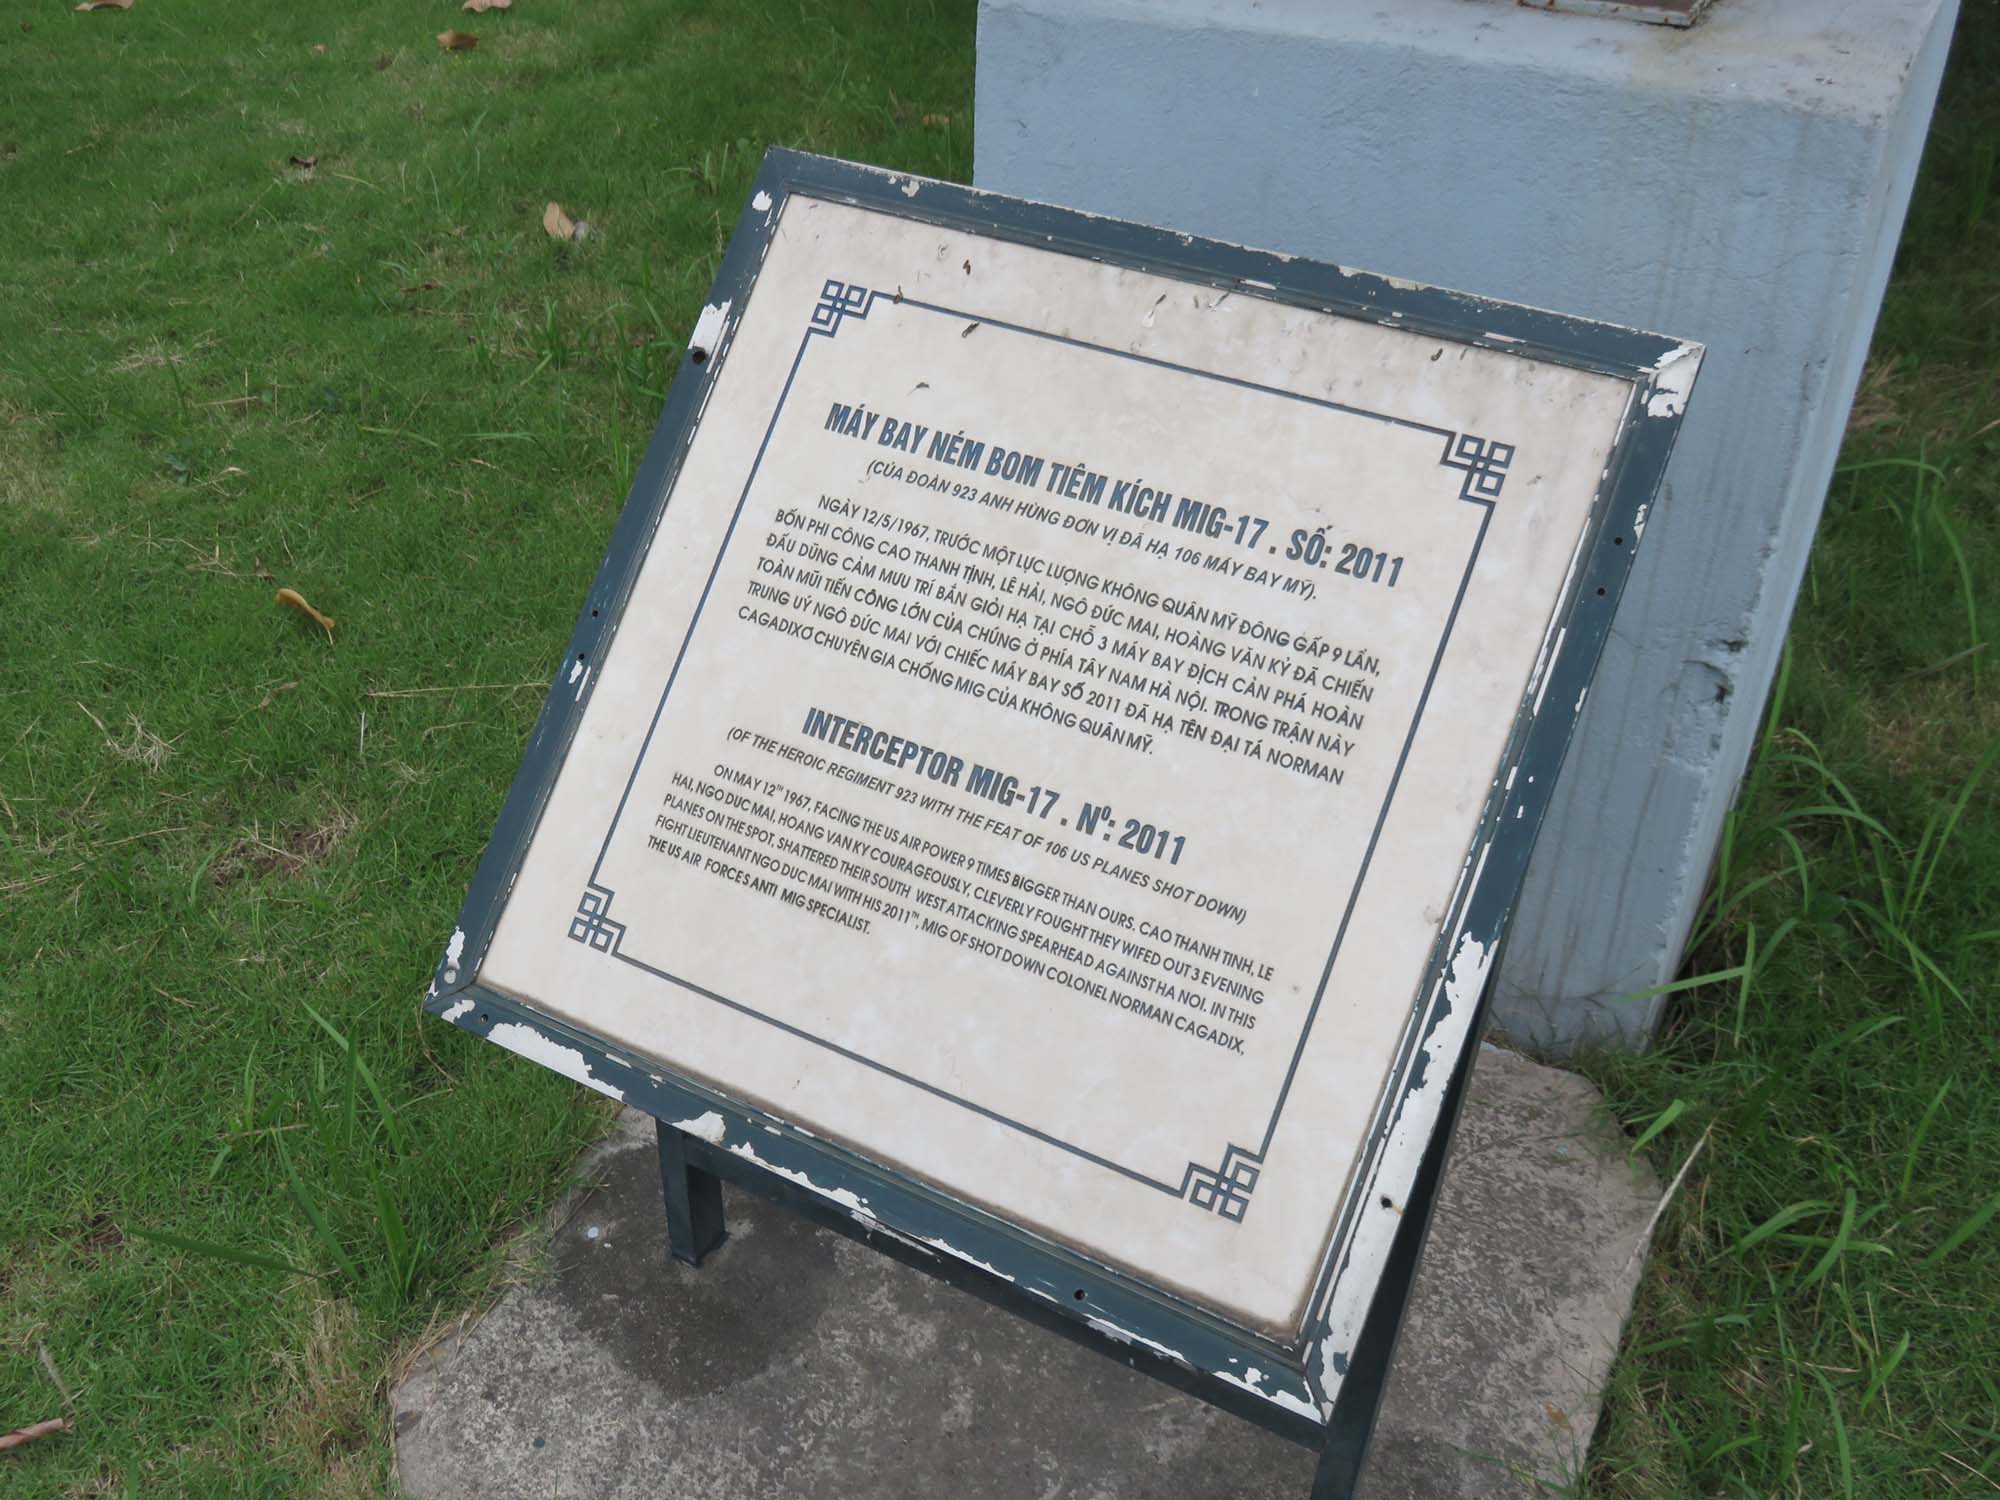 MÁY BAY NÉM BOM TIÊM KÍCH MIG-17 . SỐ: 2011
(CỦA ĐOÀN 923 ANH HÙNG ĐƠN VỊ ĐÃ HẠ 106 MÁY BAY MỸ).
NGÀY 12/5/1967, TRƯỚC MỘT LỰC LƯỢNG KHÔNG QUÂN MỸ ĐÔNG GẤP 9 LẦN,
BỐN PHI CÔNG CAO THANH TỊNH, LÊ HẢI, NGÔ ĐỨC MAI, HOÀNG VĂN KỶ ĐÃ CHIẾN
ĐẤU DŨNG CẢM MƯU TRÍ BẮN GIỎI HẠ TẠI CHỖ 3 MÁY BAY ĐỊCH CẢN PHÁ HOÀN
TOÀN MŨI TIẾN CÔNG LỚN CỦA CHÚNG Ở PHÍA TÂY NAM HÀ NỘI. TRONG TRẬN NÀY
TRUNG UÝ NGÔ ĐỨC MAI VỚI CHIẾC MÁY BAY SỐ 2011 ĐÃ HẠ TÊN ĐẠI TÁ NORMAN
CAGADIXƠ CHUYÊN GIA CHỐNG MIG CỦA KHÔNG QUÂN MỸ.
INTERCEPTOR MIG-17 . Nº: 2011
(OF THE HEROIC REGIMENT 923 WITH THE FEAT OF 106 US PLANES SHOT DOWN)
ON MAY 12TH 1967, FACING THE US AIR POWER 9 TIMES BIGGER THAN OURS. CAO THANH TINH, LE
HAI, NGO DUC MAI, HOANG VAN KY COURAGEOUSLY, CLEVERLY FOUGHT THEY WIFED OUT 3 EVENING
PLANES ON THE SPOT, SHATTERED THEIR SOUTH WEST ATTACKING SPEARHEAD AGAINST HA NOI. IN THIS
FIGHT LIEUTENANT NGO DUC MAI WITH HIS 2011TH, MIG OF SHOT DOWN COLONEL NORMAN CAGADIX,
THE US AIR FORCES ANTI MIG SPECIALIST.